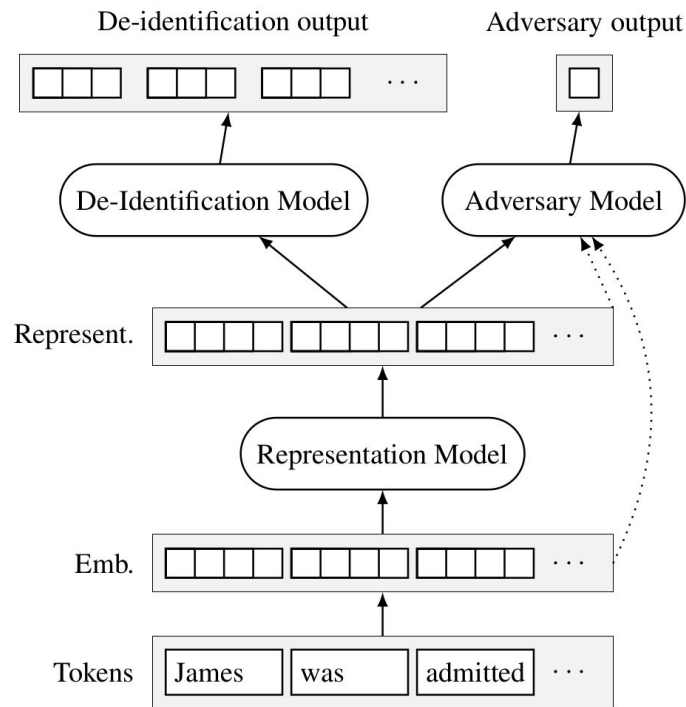 De-identification output
Adversary output
· · ·
De-Identification Model
Adversary Model
Represent.
· · ·
Representation Model
Emb.
· · ·
Tokens James was admitted · · ·